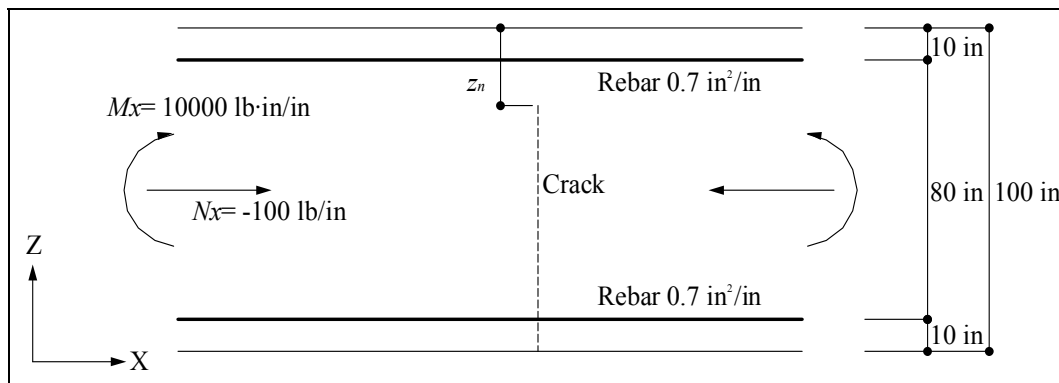 10 in
Rebar 0.7 in²/in
zn
Mx= 10000 lb·in/in
Crack
80 in
100 in
Nx= -100 lb/in
Z
Rebar 0.7 in²/in
10 in
X